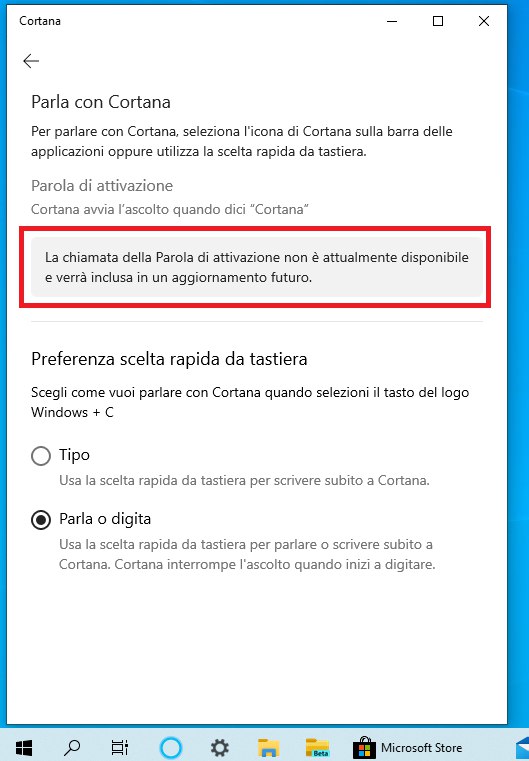 Cortana
Parla con Cortana
Per parlare con Cortana, seleziona l'icona di Cortana sulla barra delle
applicazioni oppure utilizza la scelta rapida da tastiera.
Parola di attivazione
Cortana avvia l'ascolto quando dici “Cortana”
La chiamata della Parola di attivazione non è attualmente disponibile
e verrà inclusa in un aggiornamento futuro.
Preferenza scelta rapida da tastiera
Scegli come vuoi parlare con Cortana quando selezioni il tasto del logo
Windows + C
Tipo
Usa la scelta rapida da tastiera per scrivere subito a Cortana.
Parla o digita
Usa la scelta rapida da tastiera per parlare o scrivere subito a
Cortana. Cortana interrompe l'ascolto quando inizi a digitare.
Beta
Microsoft Store